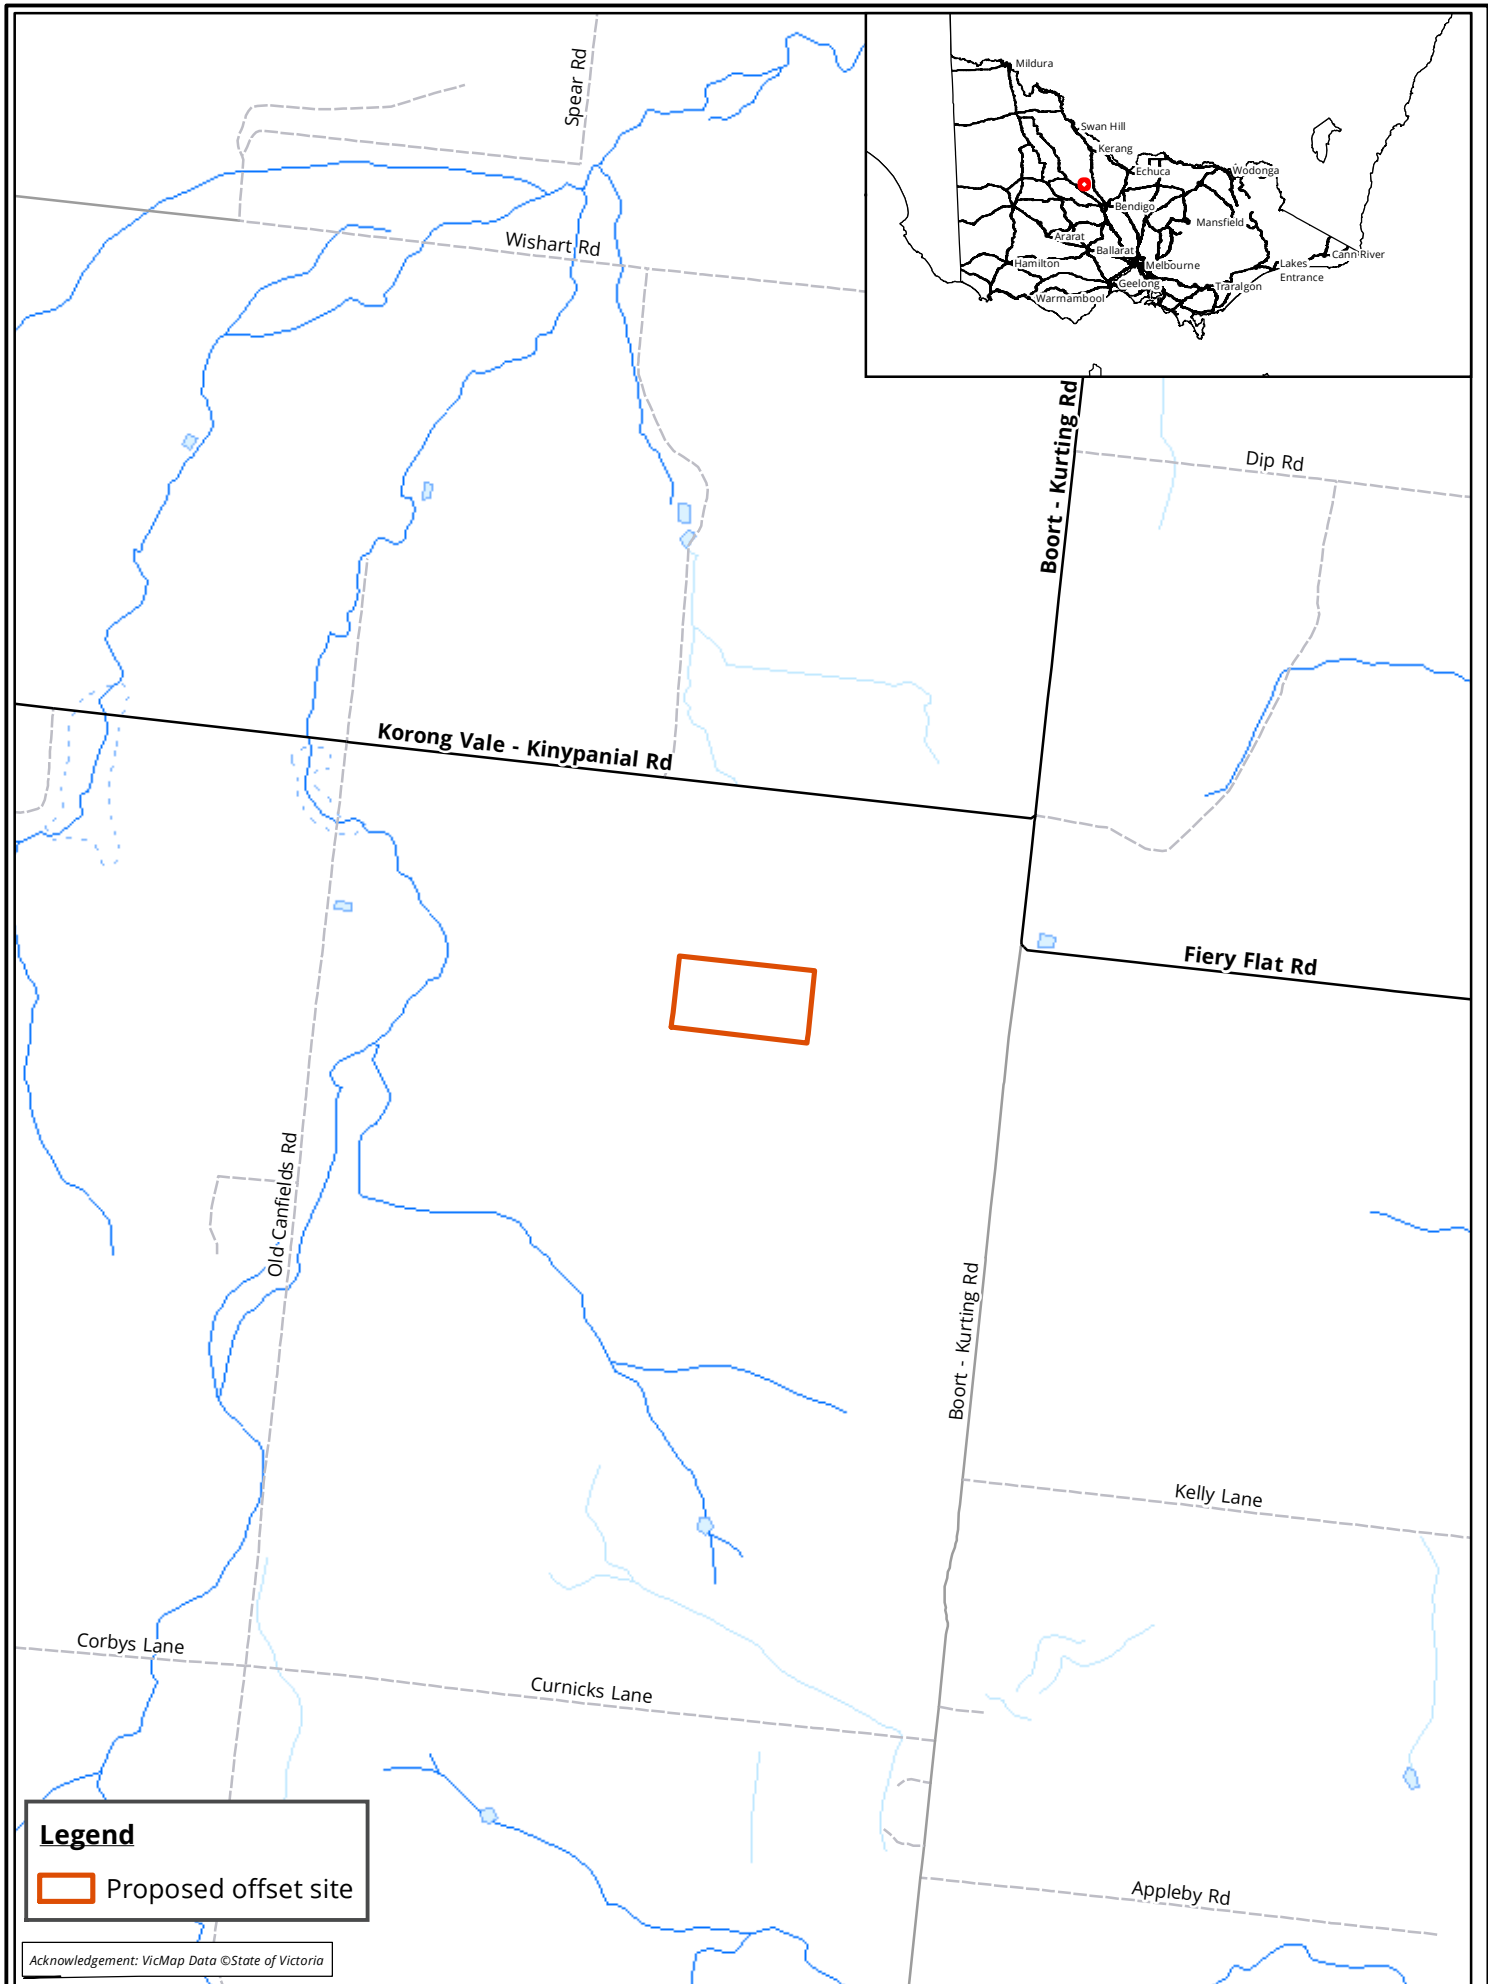 Spear Rd
Mildura
Swan Hill
Kerang
Echuca
Wodonga
Bendigo
Mansfield
Ararat
Ballarat
Cann River
Hamilton
Melbourne
Lakes
Entrance
Geelong
Traralgon
Warrnambool
Wishart Rd
Boort - Kurting Rd
Dip Rd
Korong Vale - Kinypanial Rd
Fiery Flat Rd
Old Canfields Rd
Boort - Kurting Rd
Kelly Lane
Corbys Lane
Curnicks Lane
Legend
Proposed offset site
Appleby Rd
Acknowledgement: VicMap Data ©State of Victoria